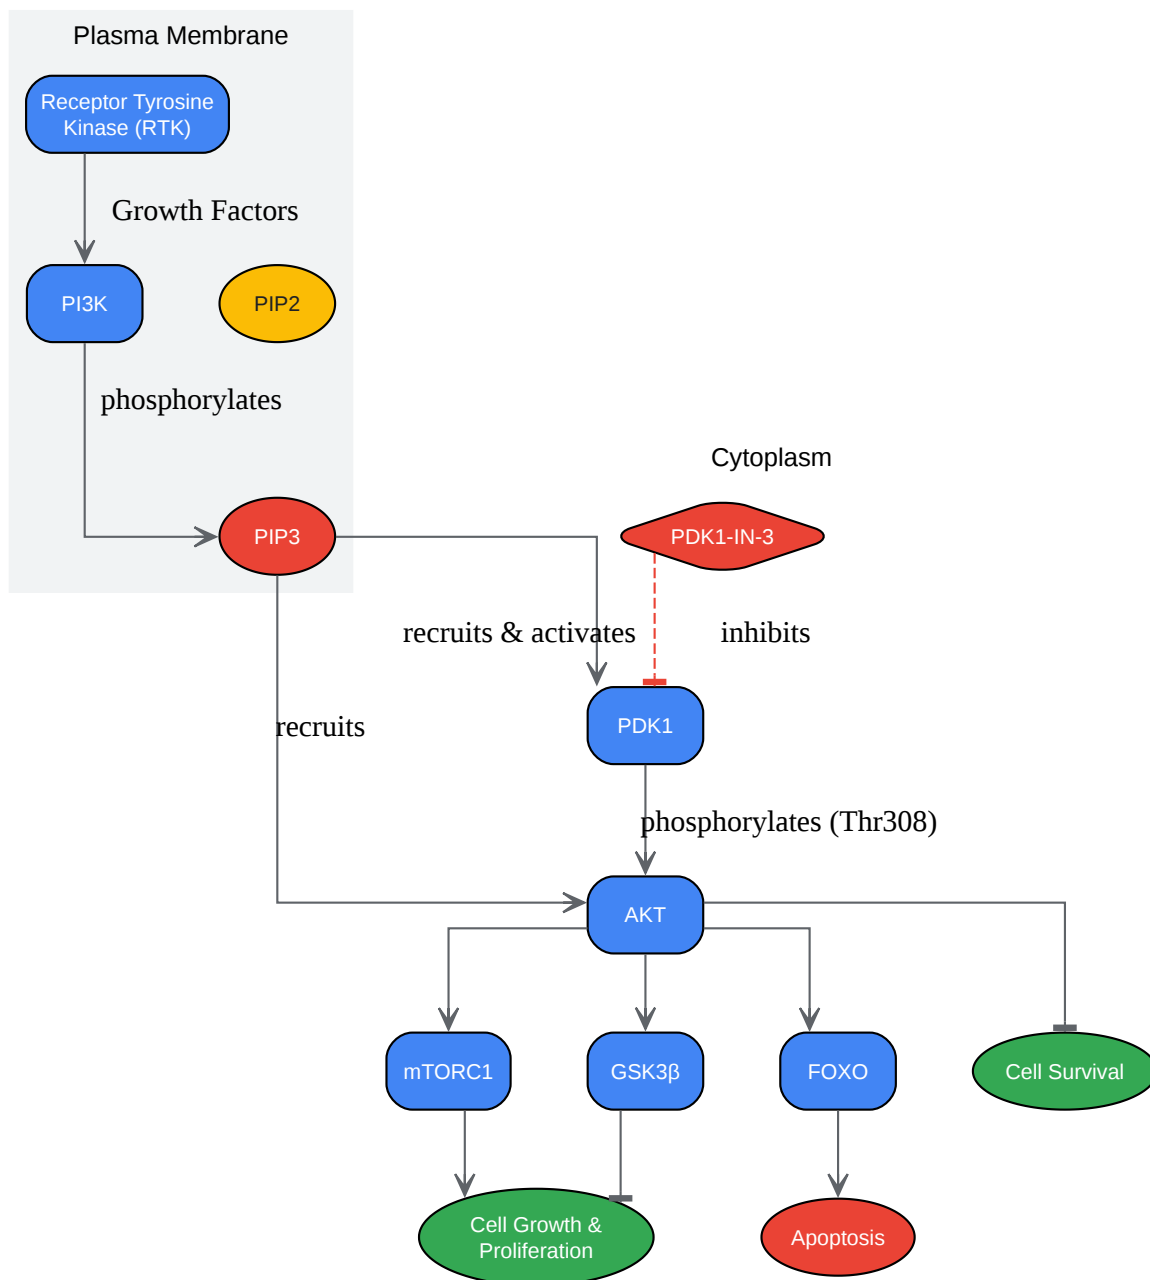 Plasma Membrane
Receptor Tyrosine
Kinase (RTK)
Growth Factors
PI3K
PIP2
phosphorylates
Cytoplasm
PIP3
PDK1-IN-3
recruits & activates
inhibits
PDK1
recruits
phosphorylates (Thr308)
AKT
mTORC1
GSK3β
FOXO
Cell Survival
Cell Growth &
Proliferation
Apoptosis